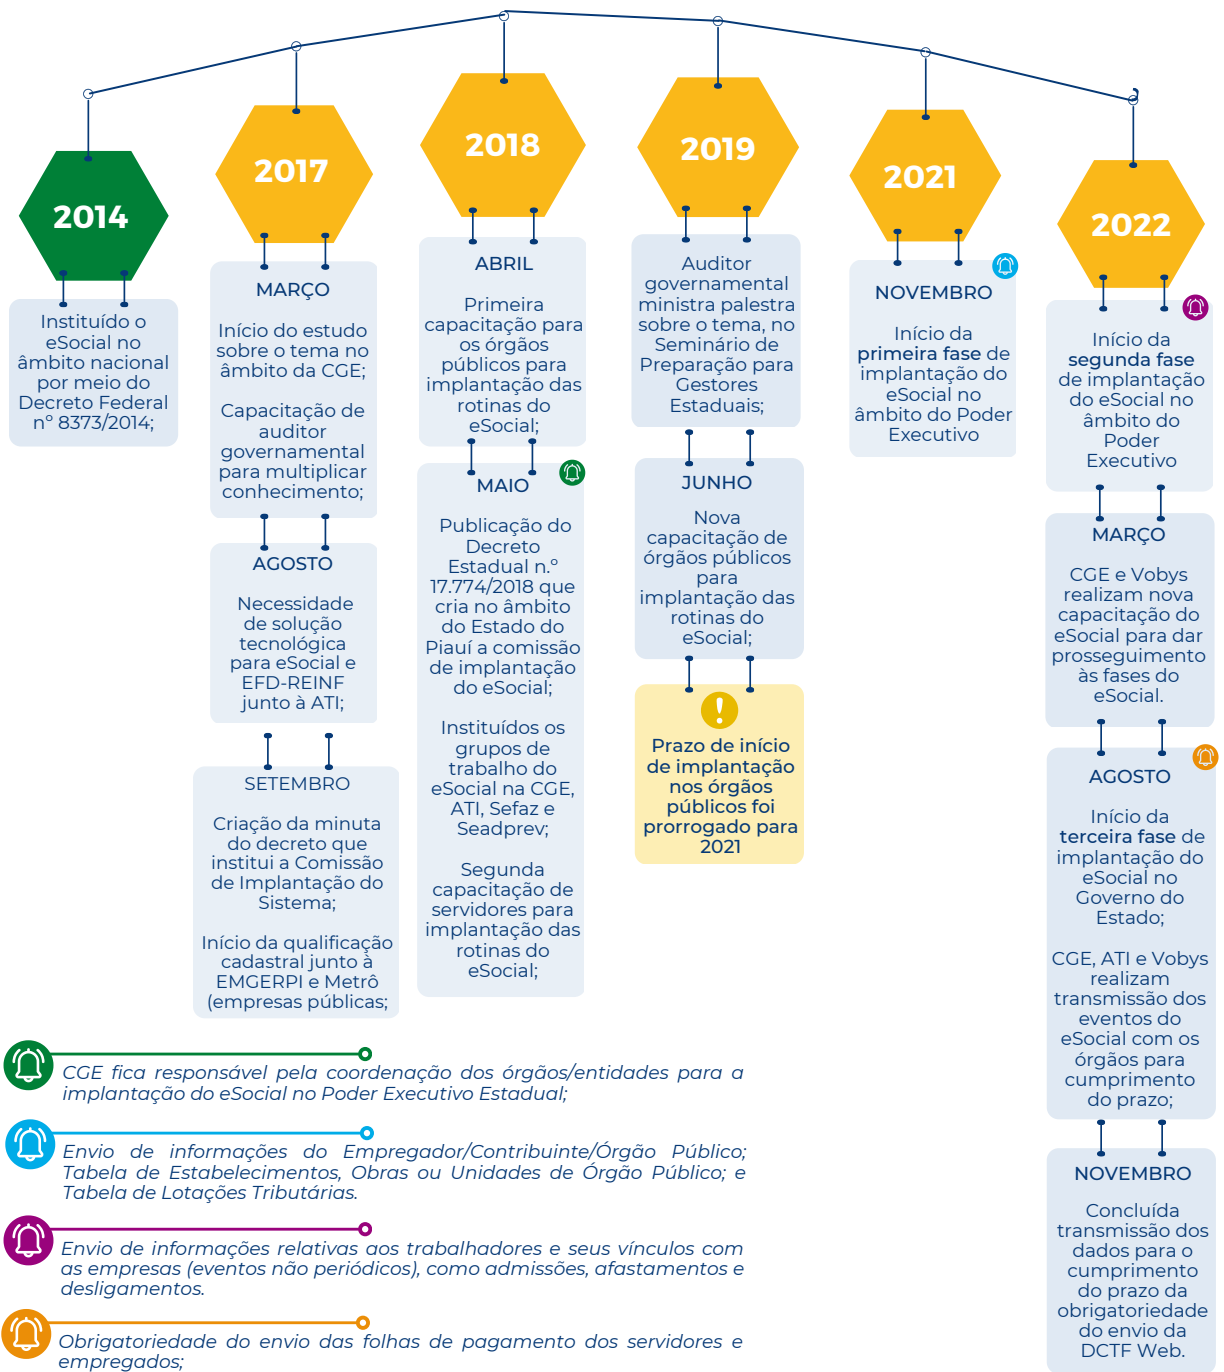 2014
Instituído o
eSocial no
âmbito nacional
por meio do
Decreto Federal
nº 8373/2014;
2017
MARÇO
Início do estudo
sobre o tema no
âmbito da CGE;
Capacitação de
auditor
governamental
para multiplicar
conhecimento;
AGOSTO
Necessidade
de solução
tecnológica
para eSocial e
EFD-REINF
junto à ATI;
SETEMBRO
Criação da minuta
do decreto que
institui a Comissão
de Implantação do
Sistema;
Início da qualificação
cadastral junto à
EMGERPI e Metrô
(empresas públicas;
2018
ABRIL
Primeira
capacitação para
os órgãos
públicos para
implantação das
rotinas do
eSocial;
MAIO
Publicação do
Decreto
Estadual n.º
17.774/2018 que
cria no âmbito
do Estado do
Piauí a comissão
de implantação
do eSocial;
Instituídos os
grupos de
trabalho do
eSocial na CGE,
ATI, Sefaz e
Seadprev;
Segunda
capacitação de
servidores para
implantação das
rotinas do
eSocial;
2019
Auditor
governamental
ministra palestra
sobre o tema, no
Seminário de
Preparação para
Gestores
Estaduais;
JUNHO
Nova
capacitação de
órgãos públicos
para
implantação das
rotinas do
eSocial;
!
Prazo de início
de implantação
nos órgãos
públicos foi
prorrogado para
2021
2021
NOVEMBRO
Início da
primeira fase de
implantação do
eSocial no
âmbito do Poder
Executivo
2022
Início da
segunda fase
de implantação
do eSocial no
âmbito do
Poder
Executivo
MARÇO
CGE e Vobys
realizam nova
capacitação do
eSocial para dar
prosseguimento
às fases do
eSocial.
AGOSTO
Início da
terceira fase de
implantação do
eSocial no
Governo do
Estado;
CGE, ATI e Vobys
realizam
transmissão dos
eventos do
eSocial com os
órgãos para
cumprimento
do prazo;
NOVEMBRO
Concluída
transmissão dos
dados para o
cumprimento
do prazo da
obrigatoriedade
do envio da
DCTF Web.
CGE fica responsável pela coordenação dos órgãos/entidades para a
implantação do eSocial no Poder Executivo Estadual;
Envio de informações do Empregador/Contribuinte/Órgão Público;
Tabela de Estabelecimentos, Obras ou Unidades de Órgão Público; e
Tabela de Lotações Tributárias.
Envio de informações relativas aos trabalhadores e seus vínculos com
as empresas (eventos não periódicos), como admissões, afastamentos e
desligamentos.
Obrigatoriedade do envio das folhas de pagamento dos servidores e
empregados;